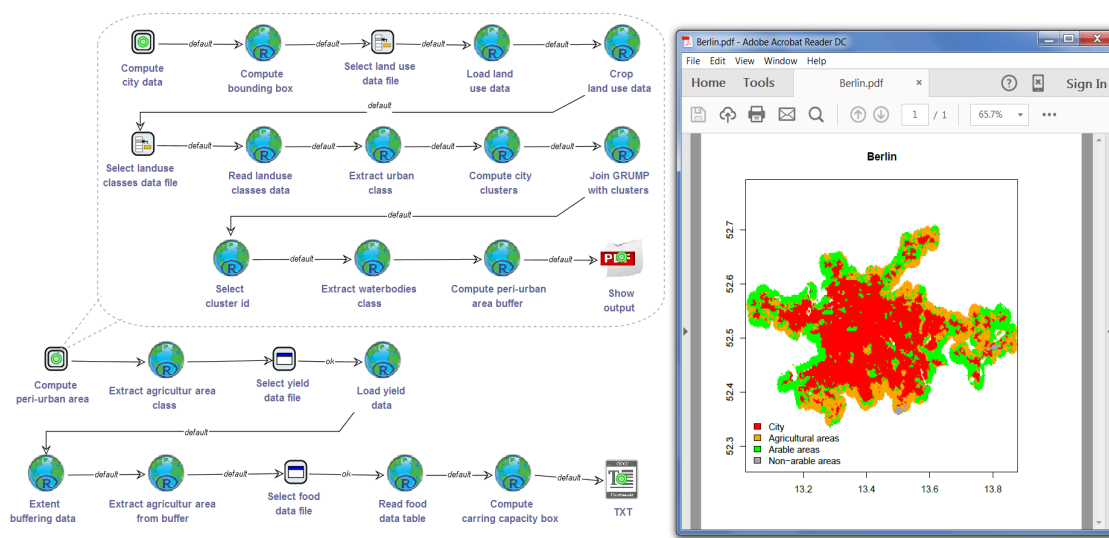 default
default
default
default
Compute
city data
Compute
bounding box
Select land use
data file
Load land
use data
Crop
land use data
default
default
default
default
default
Select landuse
classes data file
Read landuse
classes data
Extract urban
class
Compute city
clusters
Join GRUMP
with clusters
default
default
default
default
Select
cluster id
Extract waterbodies
class
Compute peri-urban
area buffer
PDF
Show
output
default
default
ok
Compute
peri-urban area
Extract agricultur area
class
Select yield
data file
Load yield
data
default
default
default
ok
default
default
TEXT
Extent
buffering data
Extract agricultur area
from buffer
Select food
data file
Read food
data table
Compute
carring capacity box
TXT
Berlin.pdf - Adobe Acrobat Reader DC
File Edit View Window Help
Home Tools Berlin.pdf × Sign In
1 / 1 65.7%
Berlin
52.7
52.6
52.5
52.4
52.3
City
Agricultural areas
Arable areas
Non-arable areas
13.2 13.4 13.6 13.8